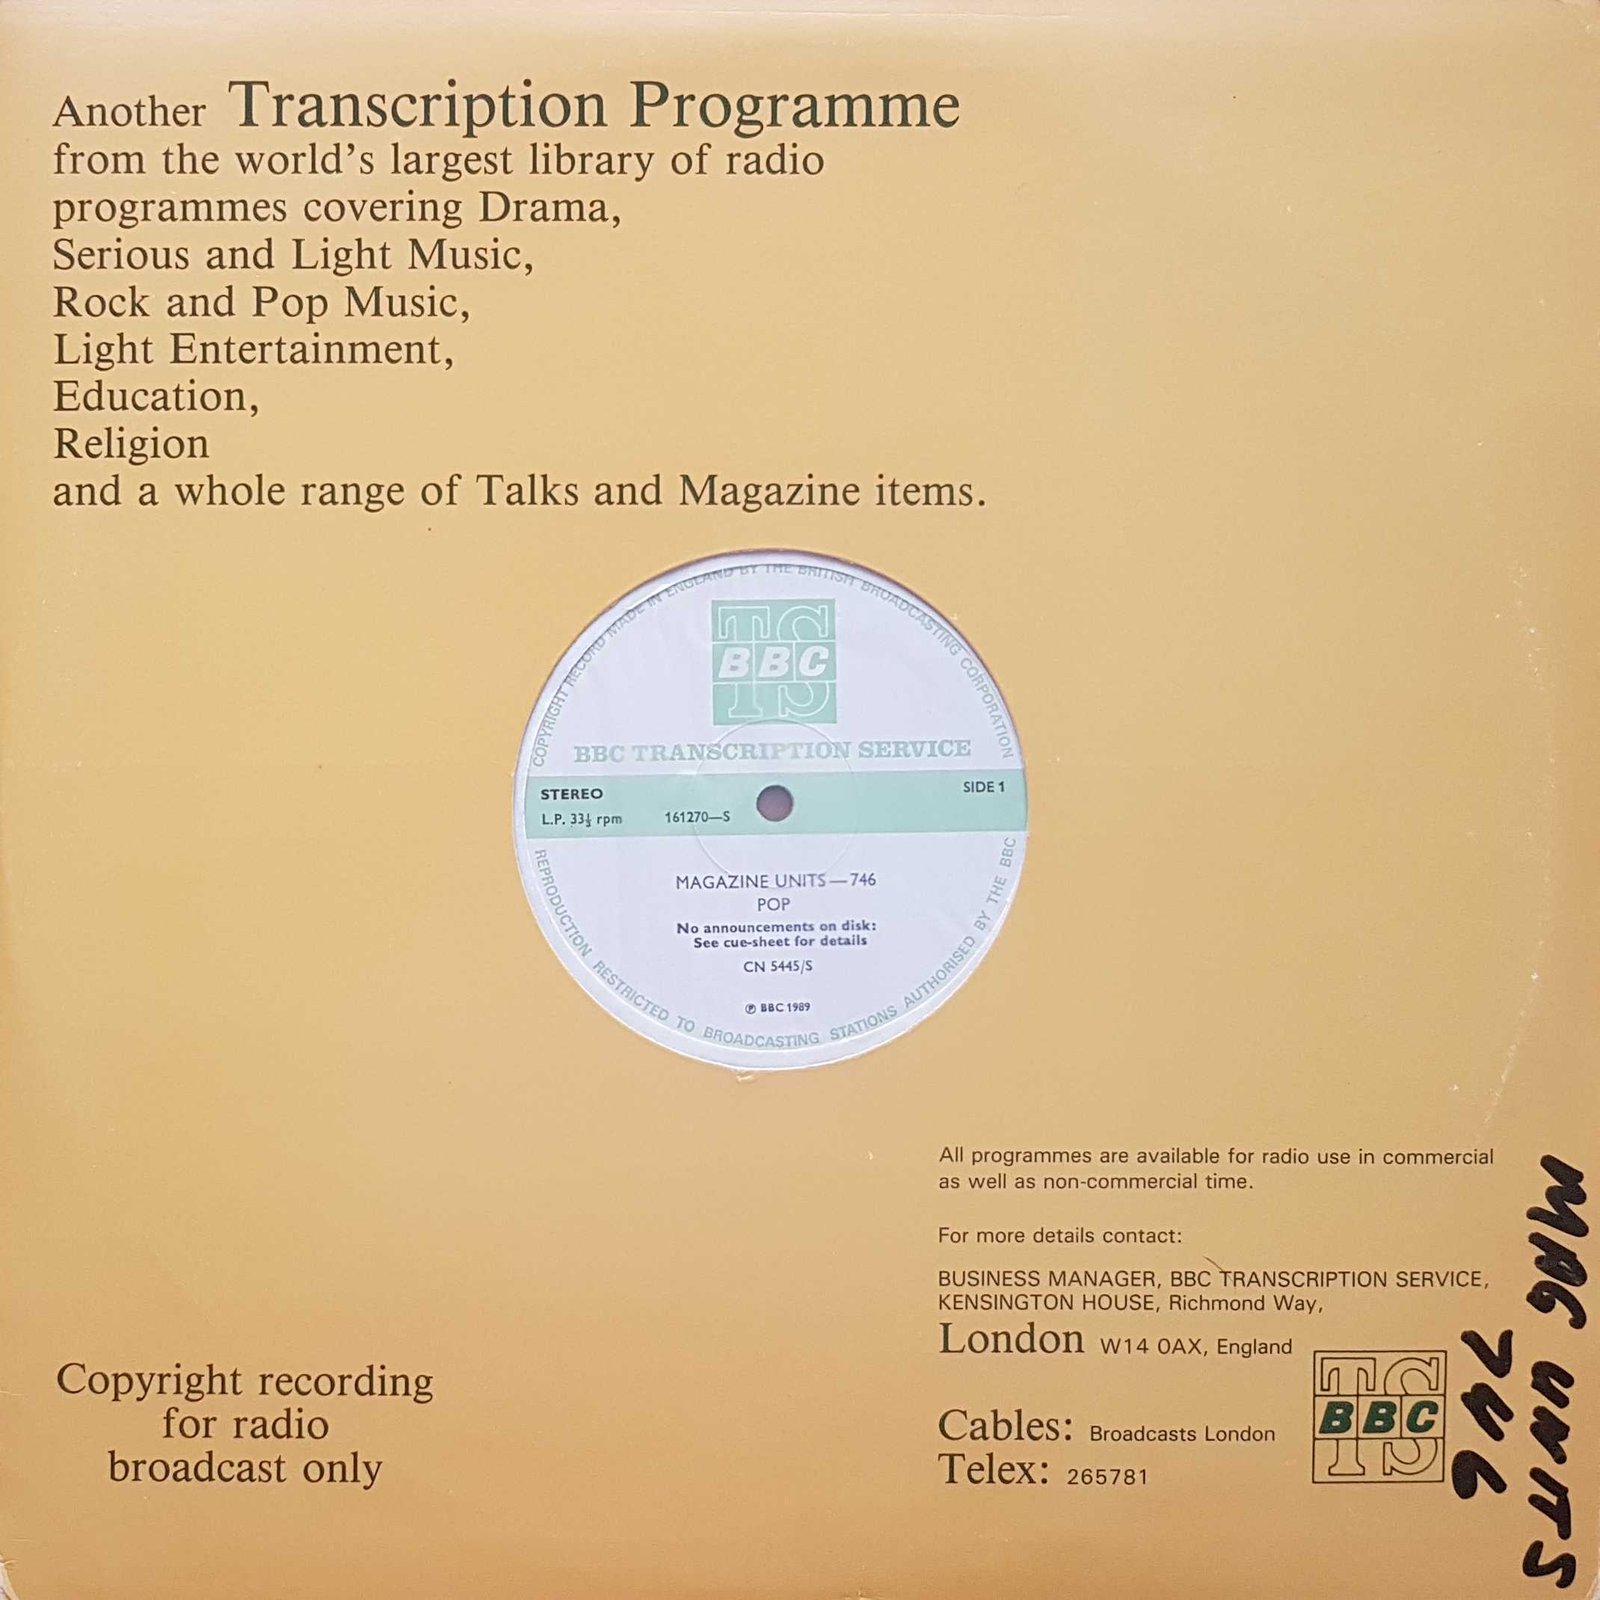 Another Transcription Programme
from the world's largest library of radio
programmes covering Drama,
Serious and Light Music,
Rock and Pop Music,
Light Entertainment,
Education,
Religion
and a whole range of Talks and Magazine items.
COPYRIGHT RECORD MADE IN ENGLAND BY THE BRITISH BROADCASTING CORPORATION
TS
BBC
TS
BBC TRANSCRIPTION SERVICE
STEREO
SIDE 1
L.P. 33⅓ rpm 161270—S
MAGAZINE UNITS—746
POP
No announcements on disk:
See cue-sheet for details
CN 5445/S
℗ BBC 1989
REPRODUCTION RESTRICTED TO BROADCASTING STATIONS AUTHORISED BY THE BBC
All programmes are available for radio use in commercial
as well as non-commercial time.
For more details contact:
BUSINESS MANAGER, BBC TRANSCRIPTION SERVICE,
KENSINGTON HOUSE, Richmond Way,
London W14 0AX, England
Cables: Broadcasts London
Telex: 265781
TS
BBC
TS
Copyright recording
for radio
broadcast only
MAG UNITS
746